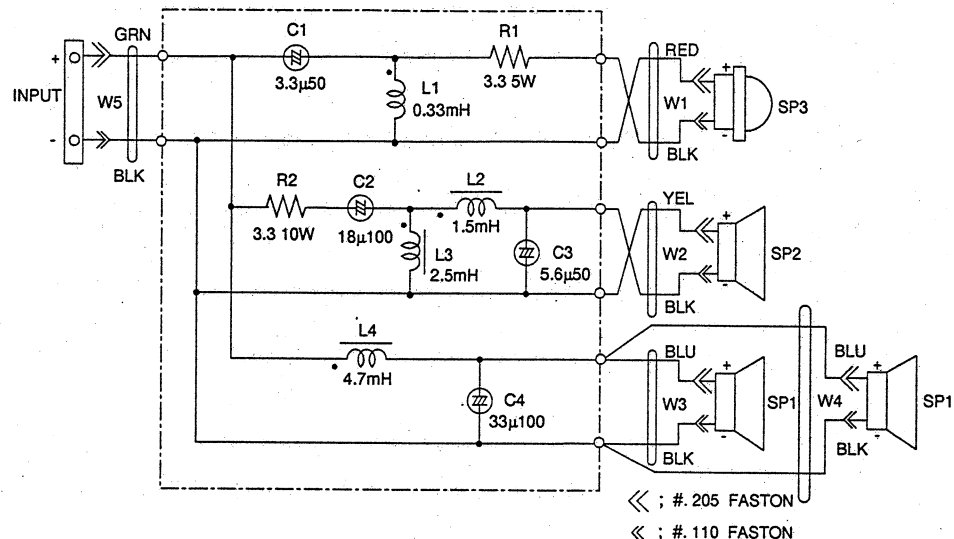 GRN
+
INPUT
-
W5
BLK
C1
3.3µ50
L1
0.33mH
R1
3.3 5W
RED
W1
+
-
SP3
BLK
R2
3.3 10W
C2
18µ100
L2
1.5mH
L3
2.5mH
C3
5.6µ50
YEL
W2
+
-
SP2
BLK
L4
4.7mH
C4
33µ100
BLU
W3
+
-
SP1
BLK
W4
BLU
+
-
SP1
BLK
; #.205 FASTON
; #.110 FASTON